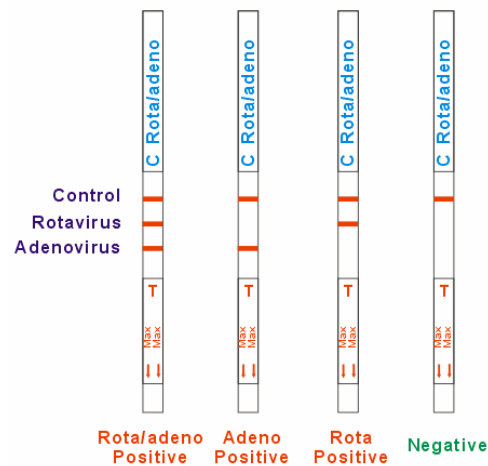 C Rota/adeno
C Rota/adeno
C Rota/adeno
C Rota/adeno
Control
Rotavirus
Adenovirus
T
T
T
T
Max
Max
Max
Max
Max
Max
Max
Max
Rota/adeno
Positive
Adeno
Positive
Rota
Positive
Negative